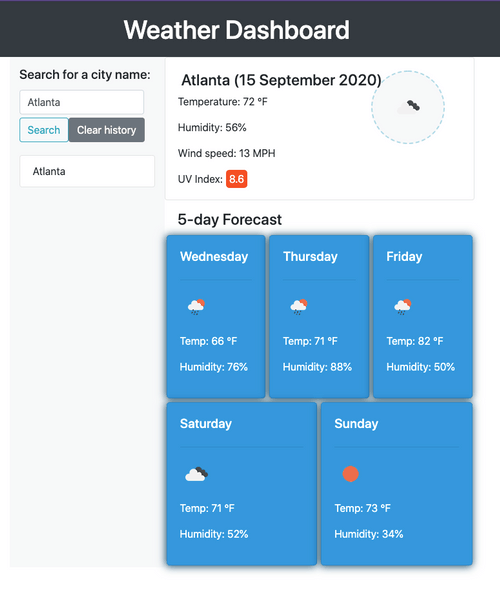 Weather Dashboard
Search for a city name:
Atlanta
Search
Clear history
Atlanta
Atlanta (15 September 2020)
Temperature: 72 °F
Humidity: 56%
Wind speed: 13 MPH
UV Index: 8.6
5-day Forecast
Wednesday
Temp: 66 °F
Humidity: 76%
Thursday
Temp: 71 °F
Humidity: 88%
Friday
Temp: 82 °F
Humidity: 50%
Saturday
Temp: 71 °F
Humidity: 52%
Sunday
Temp: 73 °F
Humidity: 34%